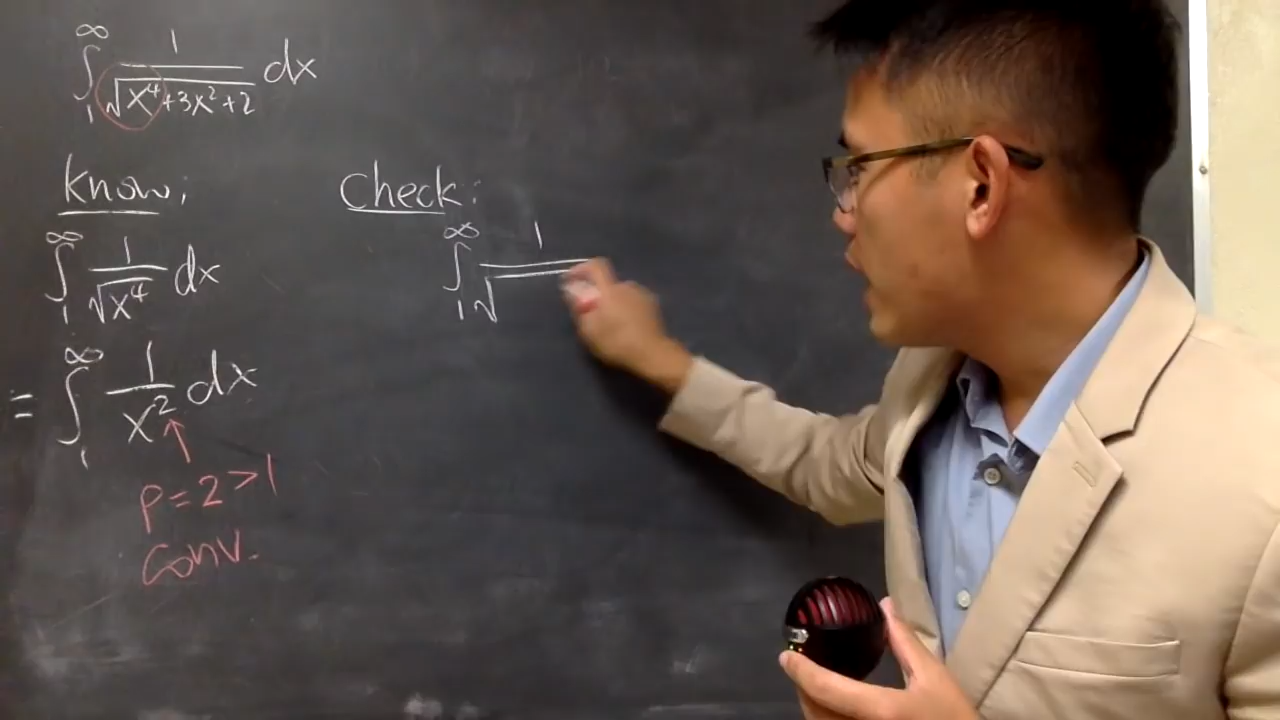 ∫₁^∞ 1/√(x⁴+3x²+2) dx
know:
∫₁^∞ 1/√(x⁴) dx
= ∫₁^∞ 1/x² dx
p=2>1
conv.
check:
∫₁^∞ 1/√